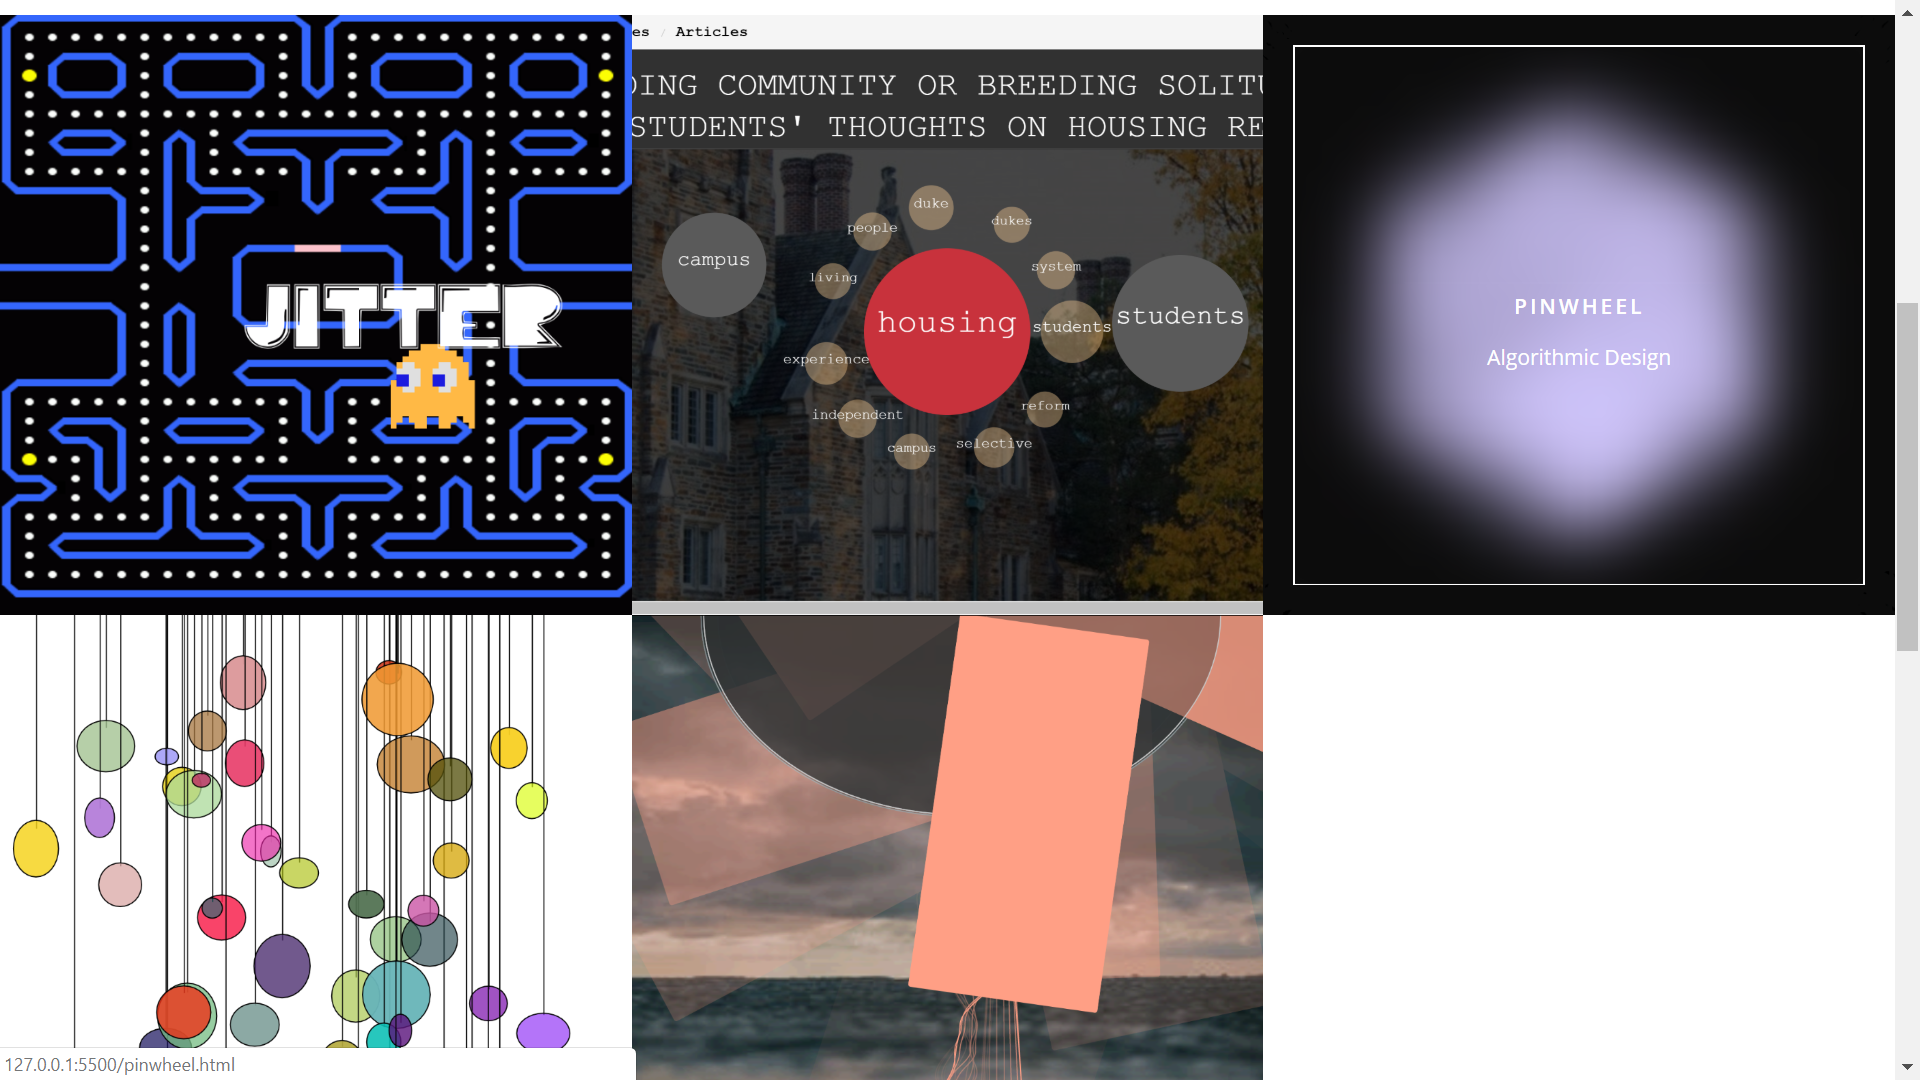 JITTER
es / Articles
DING COMMUNITY OR BREEDING SOLITU
STUDENTS' THOUGHTS ON HOUSING RE
duke
dukes
people
campus
system
living
housing
students
students
experience
reform
independent
selective
campus
PINWHEEL
Algorithmic Design
127.0.0.1:5500/pinwheel.html